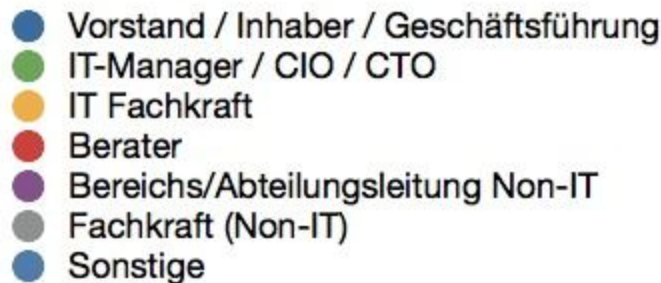 Vorstand / Inhaber / Geschäftsführung
IT-Manager / CIO / CTO
IT Fachkraft
Berater
Bereichs/Abteilungsleitung Non-IT
Fachkraft (Non-IT)
Sonstige